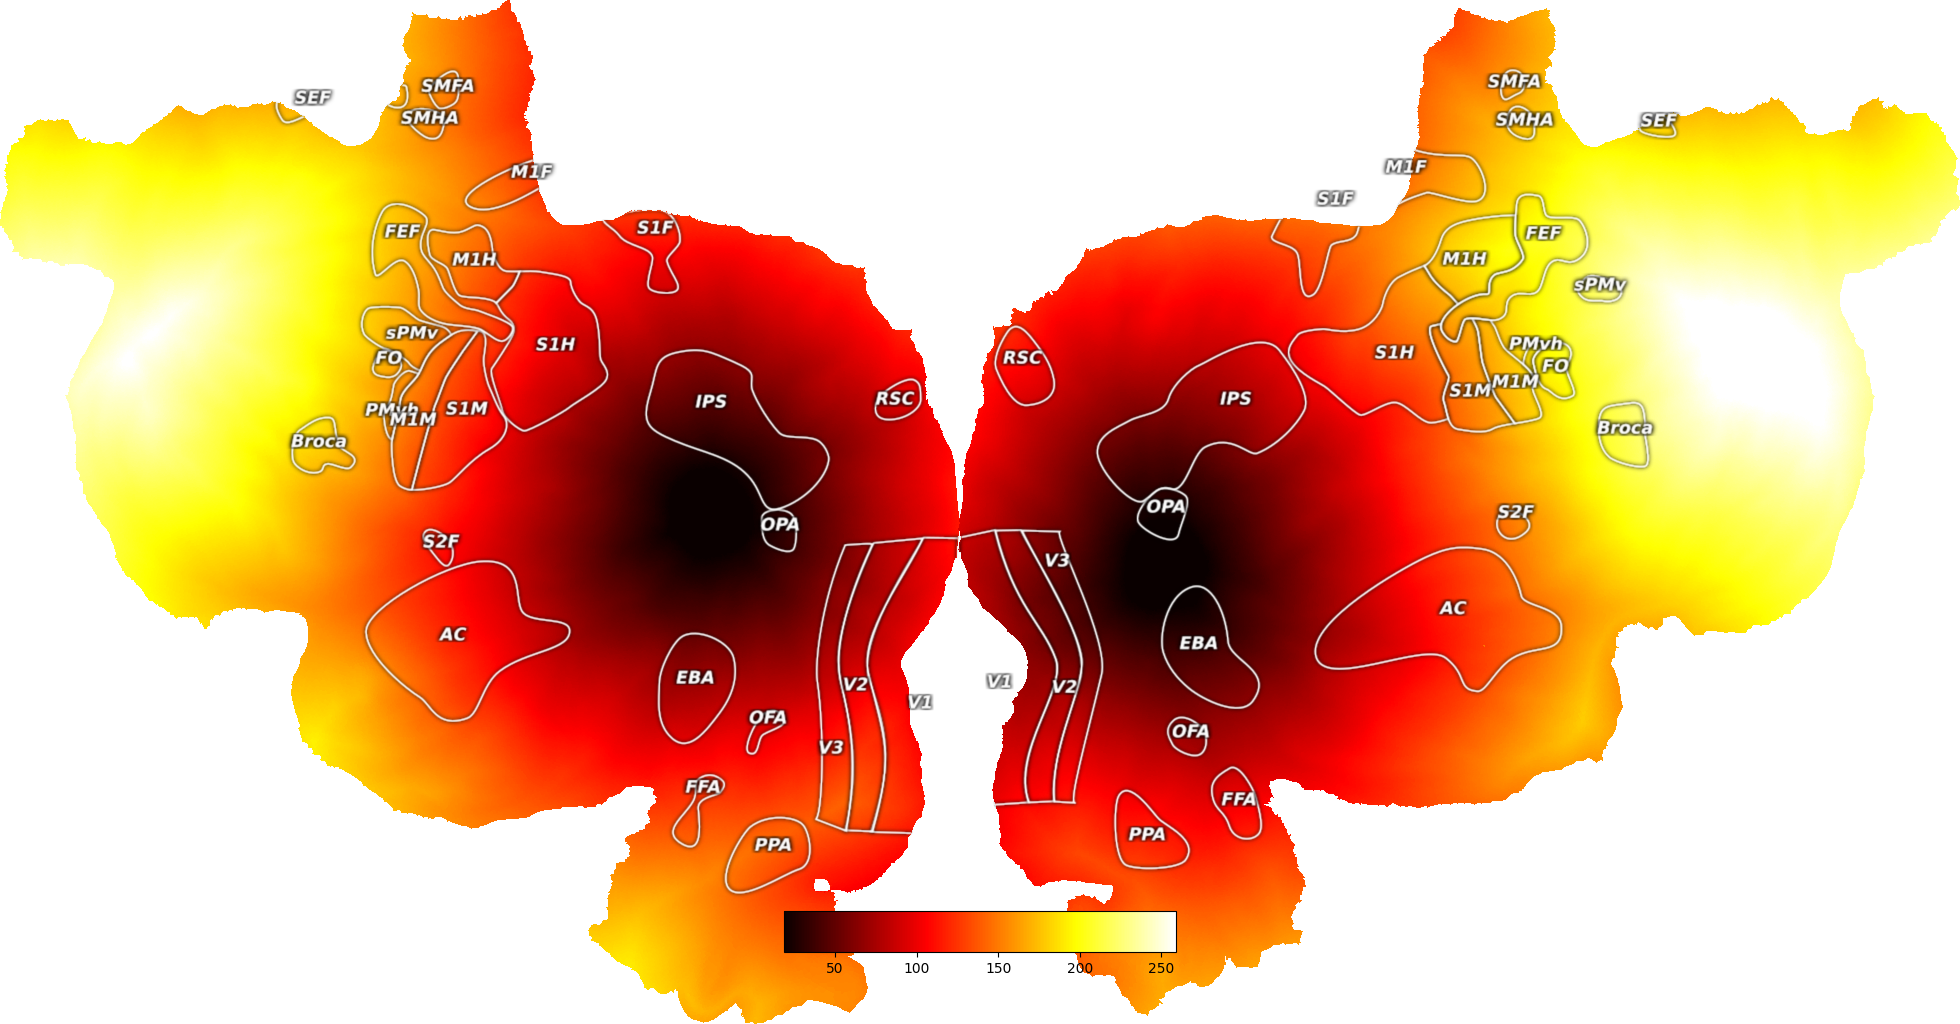 SMFA
SEF
SMHA
M1F
FEF
S1F
M1H
sPMv
S1H
FO
IPS
RSC
PMvh
M1M
S1M
Broca
OPA
S2F
AC
EBA
V2
V1
OFA
V3
FFA
PPA
SMFA
SMHA
SEF
M1F
S1F
FEF
M1H
sPMv
RSC
S1H
PMvh
FO
M1M
S1M
IPS
Broca
OPA
S2F
V3
AC
EBA
V1
V2
OFA
FFA
PPA
50 100 150 200 250